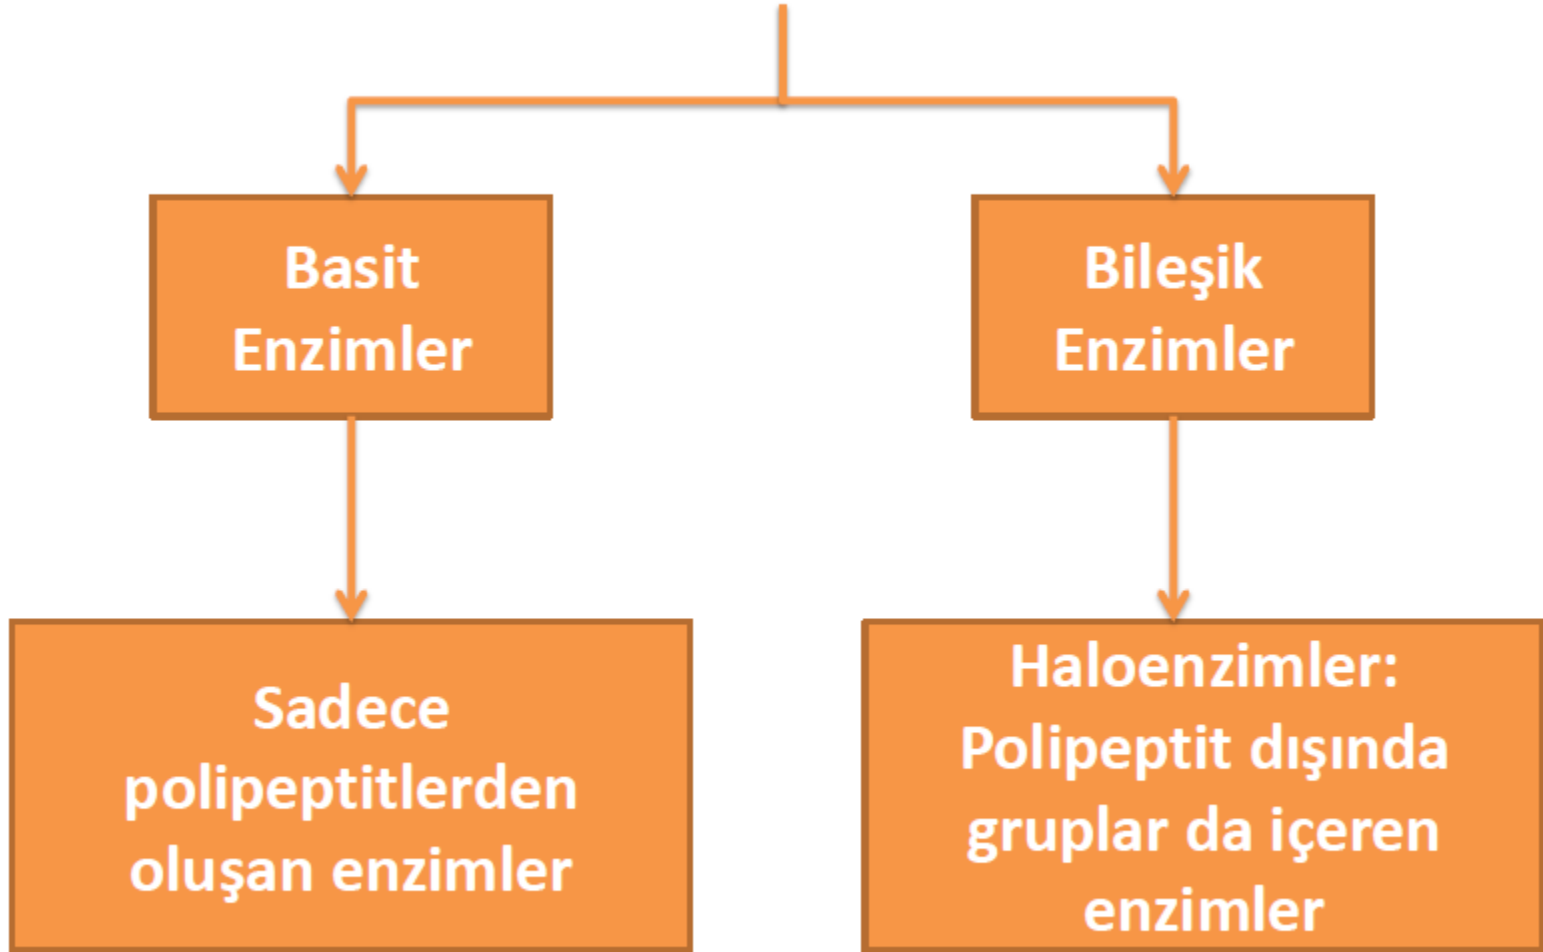 Basit
Enzimler
Bileşik
Enzimler
Sadece
polipeptitlerden
oluşan enzimler
Haloenzimler:
Polipeptit dışında
gruplar da içeren
enzimler